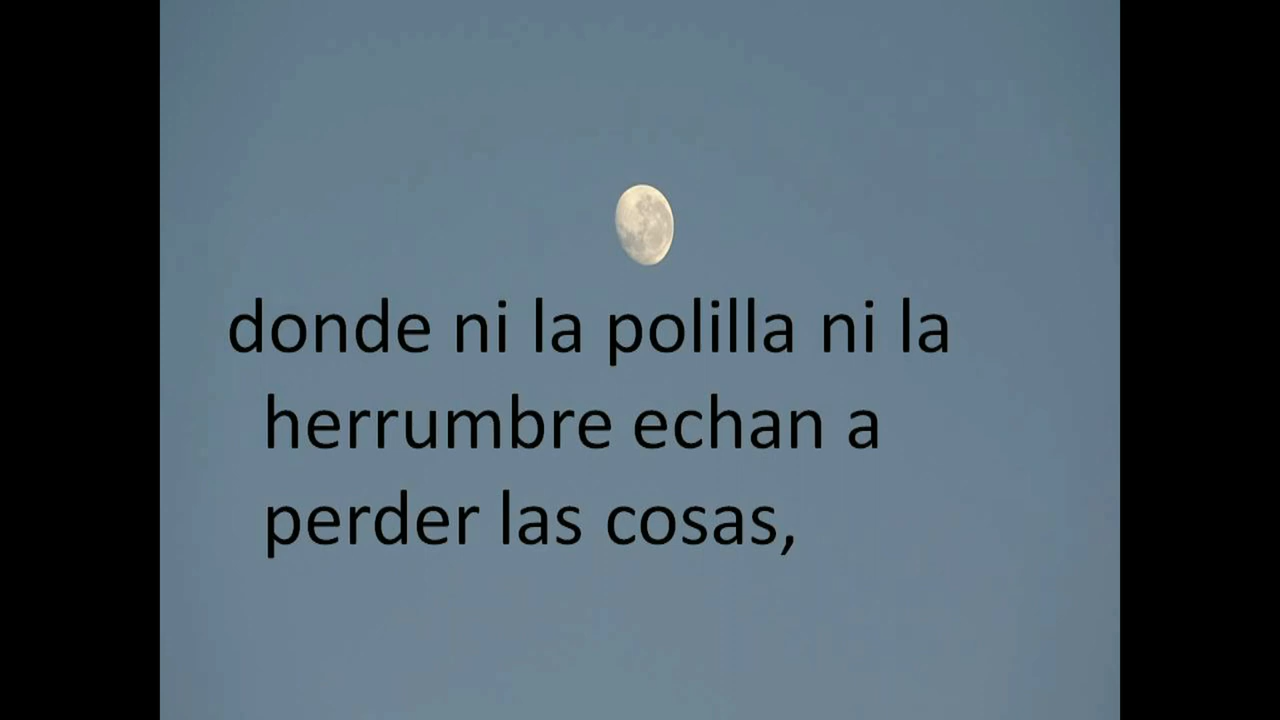 donde ni la polilla ni la
herrumbre echan a
perder las cosas,